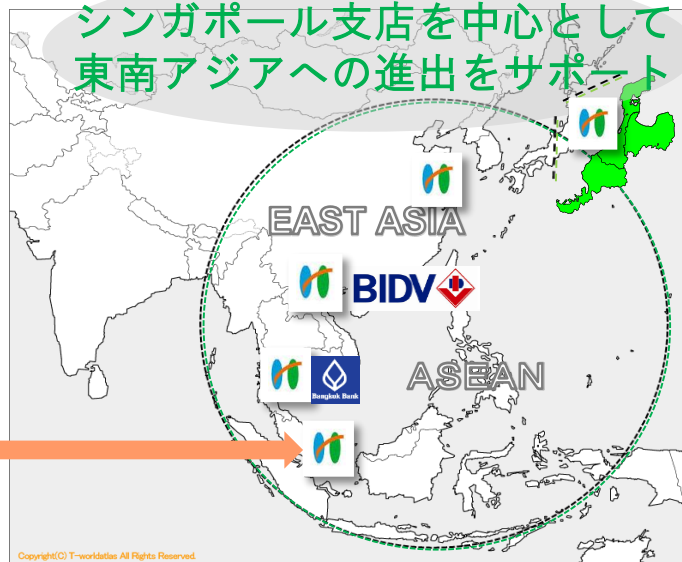 シンガポール支店を中心として
東南アジアへの進出をサポート
EAST ASIA
BIDV
Bangkok Bank
ASEAN
Copyright(C) T-worldatlas All Rights Reserved.